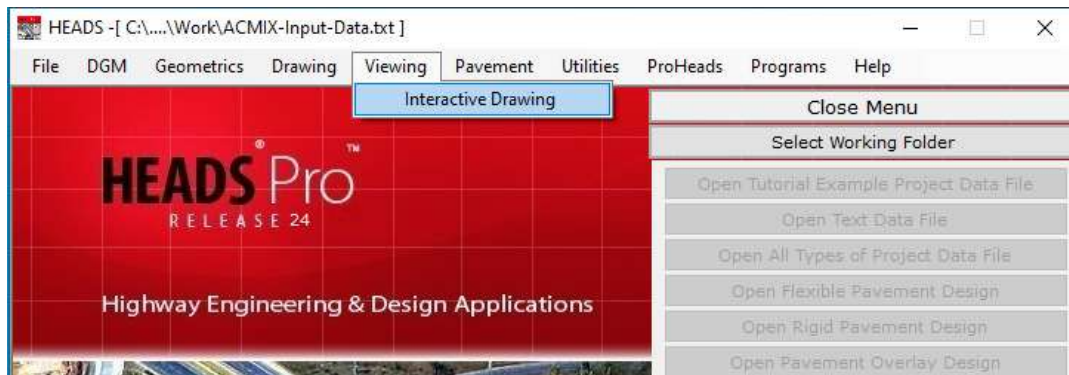 HEADS -[ C:\....\Work\ACMIX-Input-Data.txt ]
File DGM Geometrics Drawing Viewing Pavement Utilities ProHeads Programs Help
Interactive Drawing
Close Menu
Select Working Folder
HEADS® Pro™
RELEASE 24
Open Tutorial Example Project Data File
Open Text Data File
Open All Types of Project Data File
Highway Engineering & Design Applications
Open Flexible Pavement Design
Open Rigid Pavement Design
Open Pavement Overlay Design